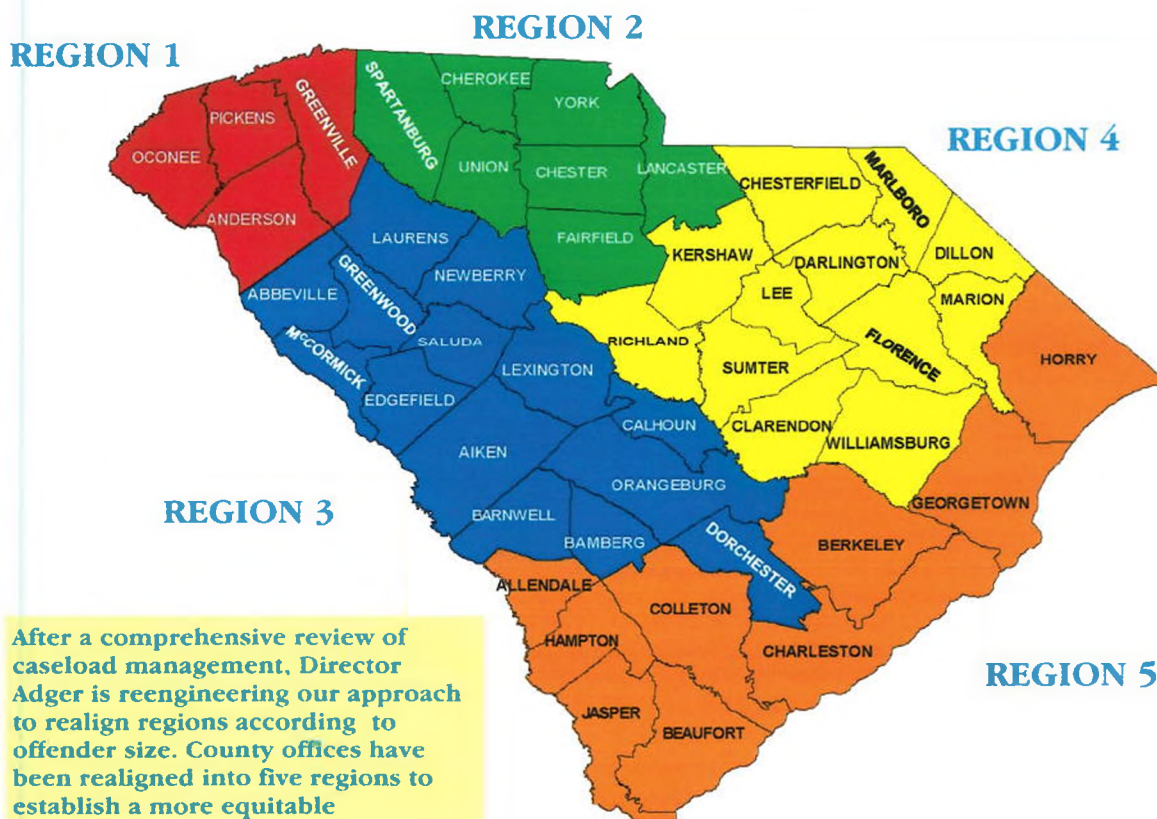 REGION 2
REGION 1
CHEROKEE
SPARTANBURG
GREENVILLE
YORK
PICKENS
REGION 4
OCONEE
UNION
CHESTER
LANCASTER
MARLBORO
CHESTERFIELD
ANDERSON
LAURENS
FAIRFIELD
KERSHAW
DARLINGTON
DILLON
NEWBERRY
GREENWOOD
ABBEVILLE
LEE
MARION
McCORMICK
SALUDA
RICHLAND
FLORENCE
HORRY
LEXINGTON
SUMTER
EDGEFIELD
CALHOUN
CLARENDON
WILLIAMSBURG
AIKEN
ORANGEBURG
GEORGETOWN
REGION 3
BARNWELL
BAMBERG
DORCHESTER
BERKELEY
ALLENDALE
COLLETON
HAMPTON
CHARLESTON
REGION 5
JASPER
BEAUFORT
After a comprehensive review of
caseload management, Director
Adger is reengineering our approach
to realign regions according to
offender size. County offices have
been realigned into five regions to
establish a more equitable